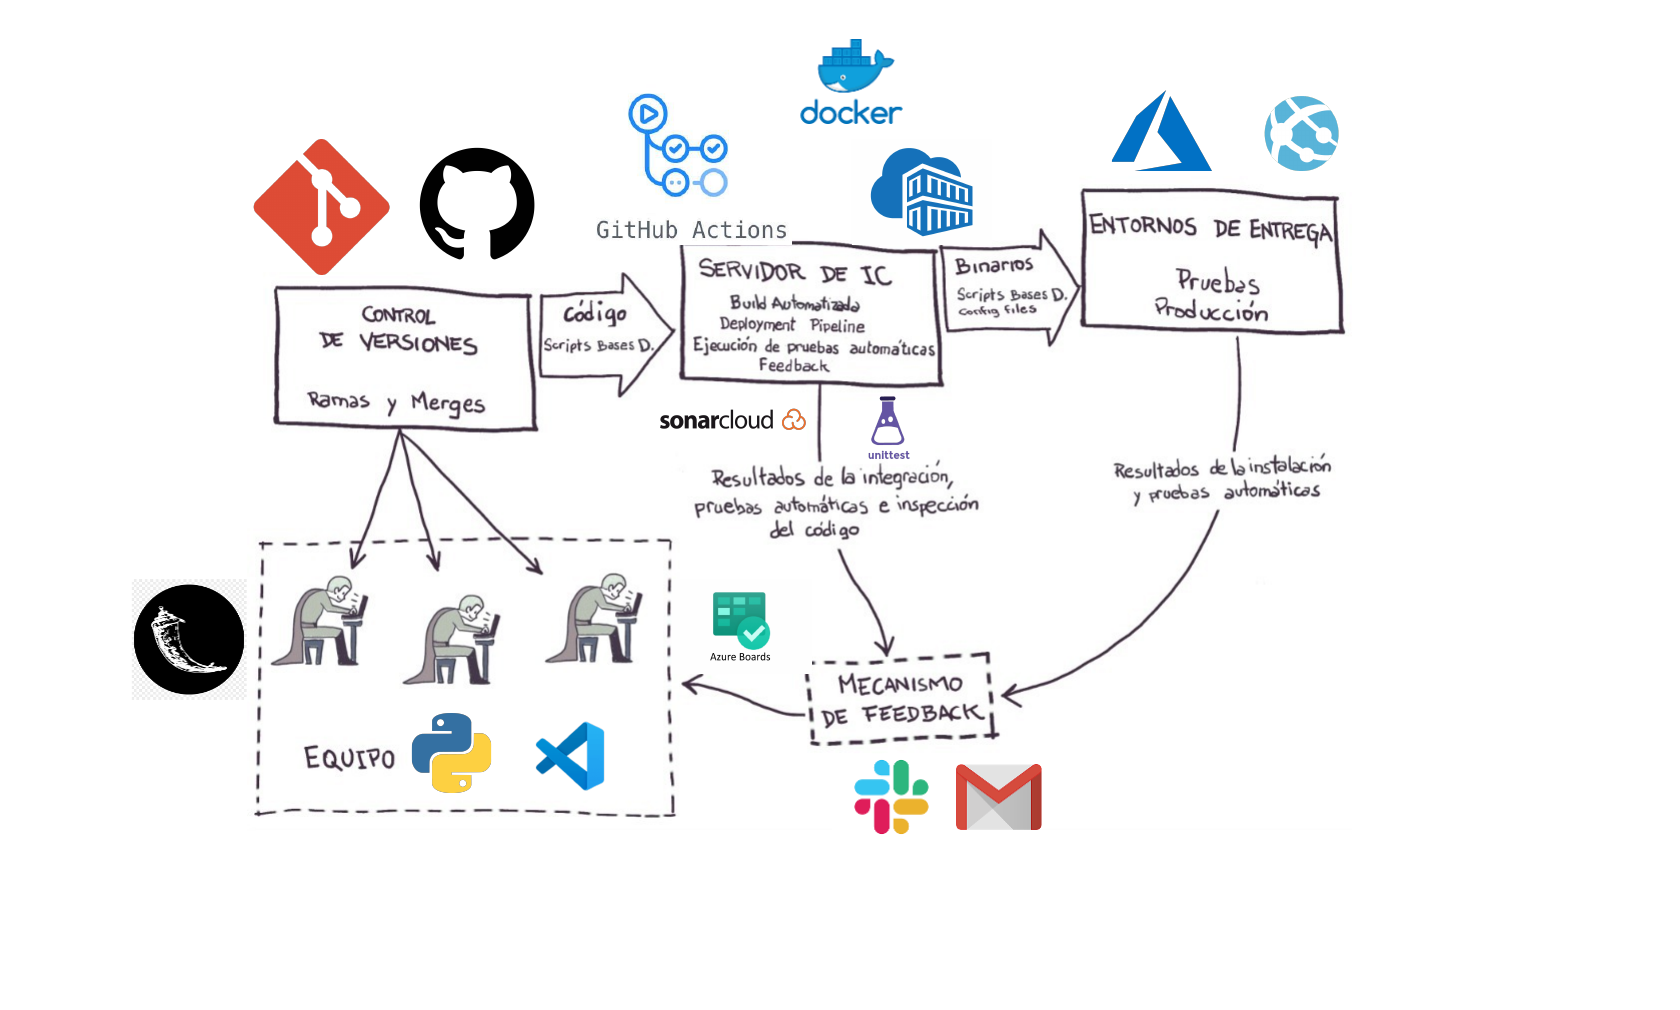 docker
GitHub Actions
CONTROL
DE VERSIONES
Ramas y Merges
Código
Scripts Bases D.
SERVIDOR DE IC
Build Automatizada
Deployment Pipeline
Ejecución de pruebas automáticas
Feedback
Binarios
Scripts Bases D.
Config files
ENTORNOS DE ENTREGA
Pruebas
Producción
sonarcloud
unittest
Resultados de la integración,
pruebas automáticas e inspección
del código
Resultados de la instalación
y pruebas automáticas
Azure Boards
MECANISMO
DE FEEDBACK
EQUIPO